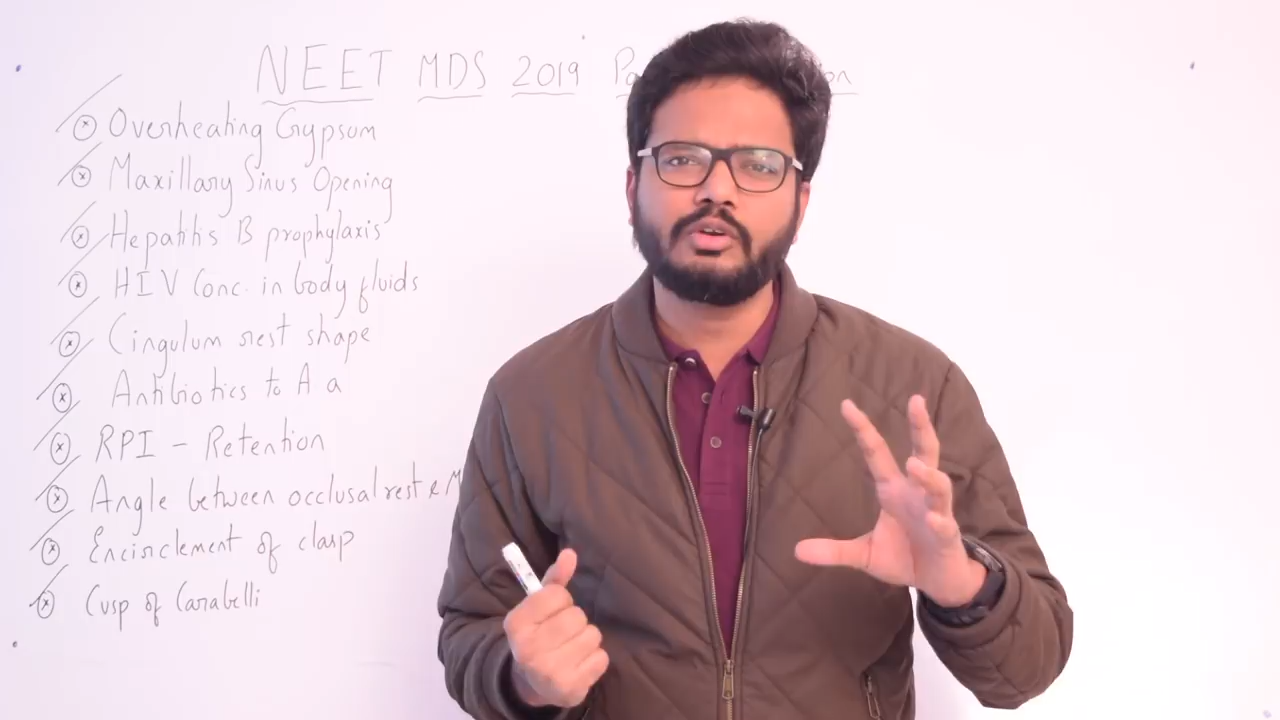 NEET MDS 2019
Overheating Gypsum
Maxillary Sinus Opening
Hepatitis B prophylaxis
HIV Conc. in body fluids
Cingulum rest shape
Antibiotics to A a
RPI - Retention
Angle between occlusal rest & M
Encirclement of clasp
Cusp of Carabelli